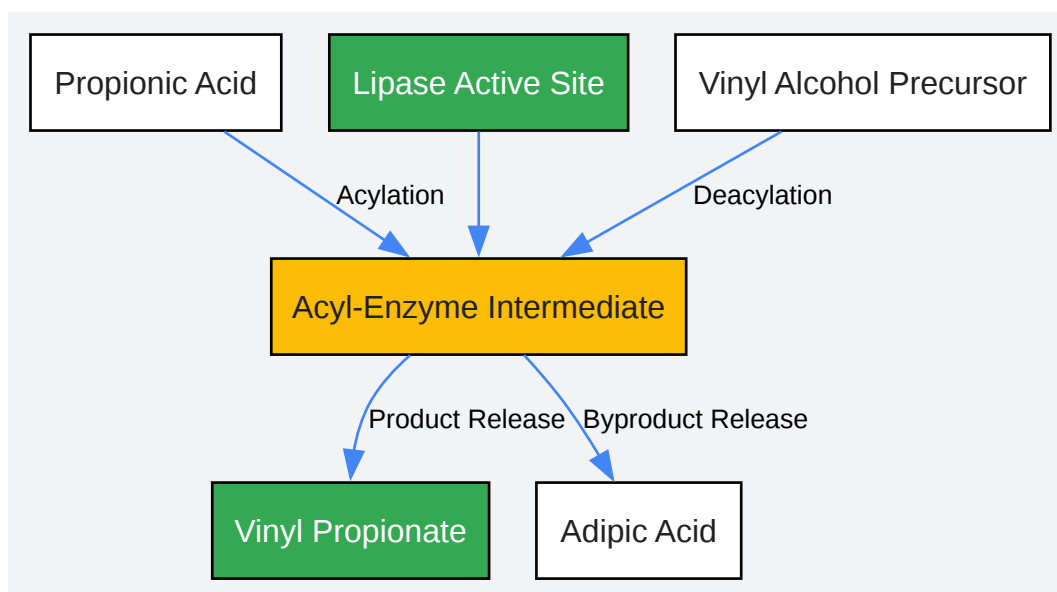 Propionic Acid
Lipase Active Site
Vinyl Alcohol Precursor
Acylation
Deacylation
Acyl-Enzyme Intermediate
Product Release
Byproduct Release
Vinyl Propionate
Adipic Acid